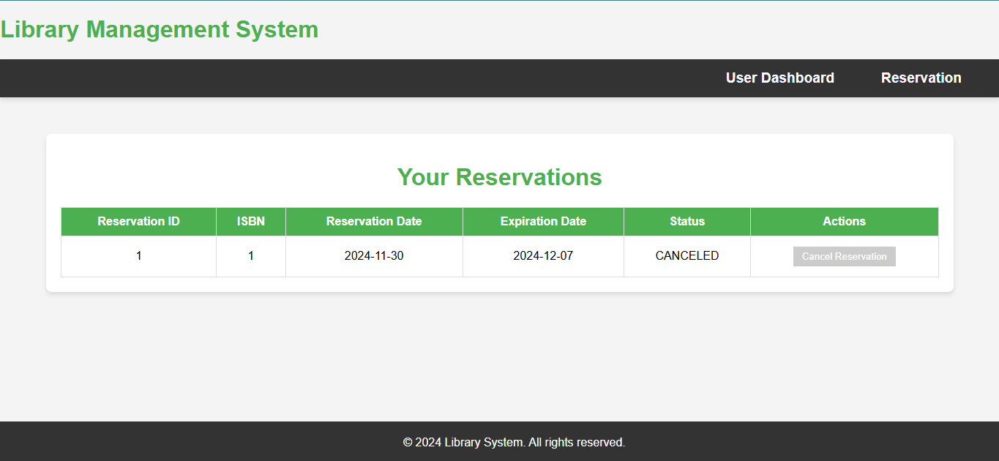 Library Management System
User Dashboard Reservation
Your Reservations
Reservation ID ISBN Reservation Date Expiration Date Status Actions
1 1 2024-11-30 2024-12-07 CANCELED Cancel Reservation
© 2024 Library System. All rights reserved.